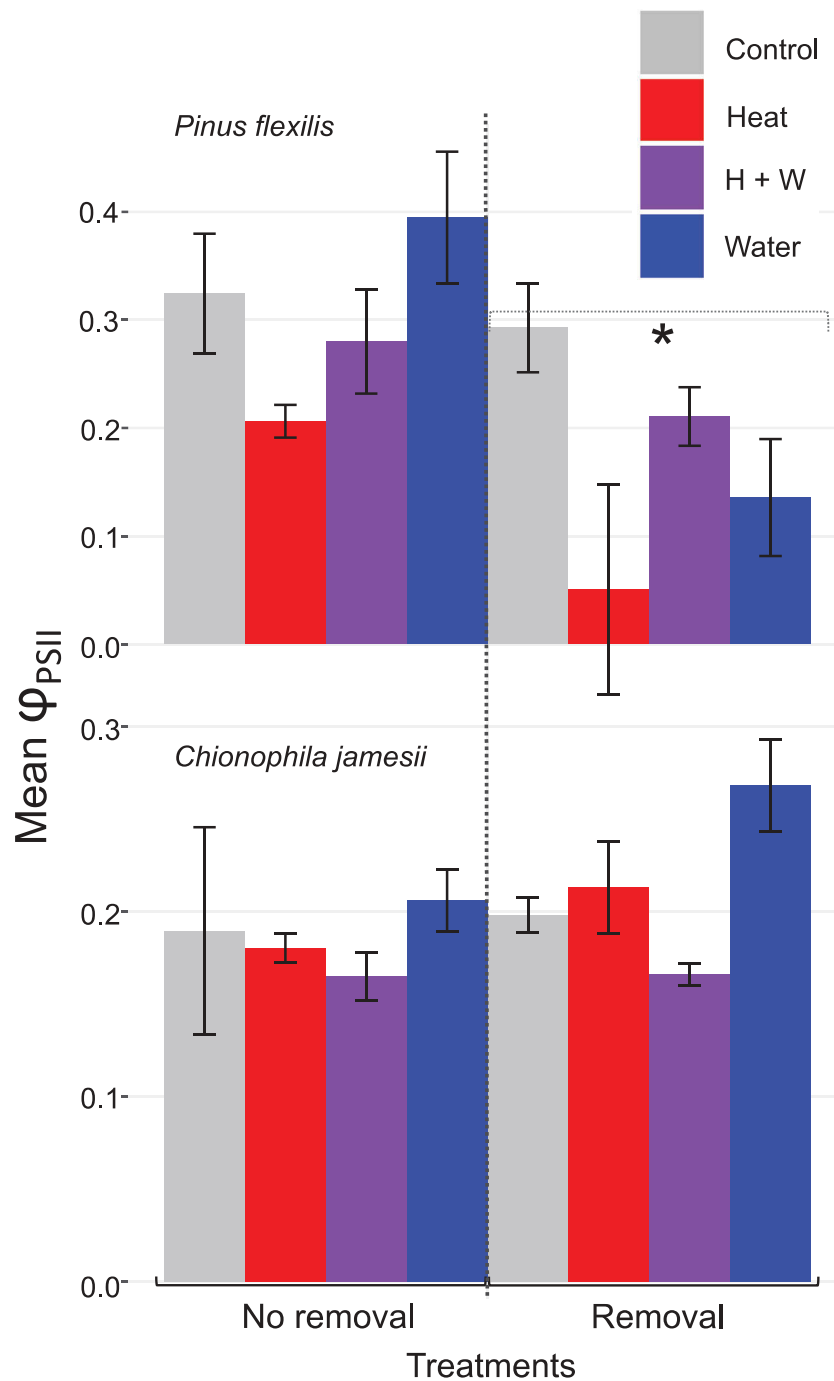 Control
Heat
H + W
Water
Pinus flexilis
0.4
0.3
*
0.2
0.1
0.0
Mean φPSII
0.3
Chionophila jamesii
0.2
0.1
0.0
No removal Removal
Treatments